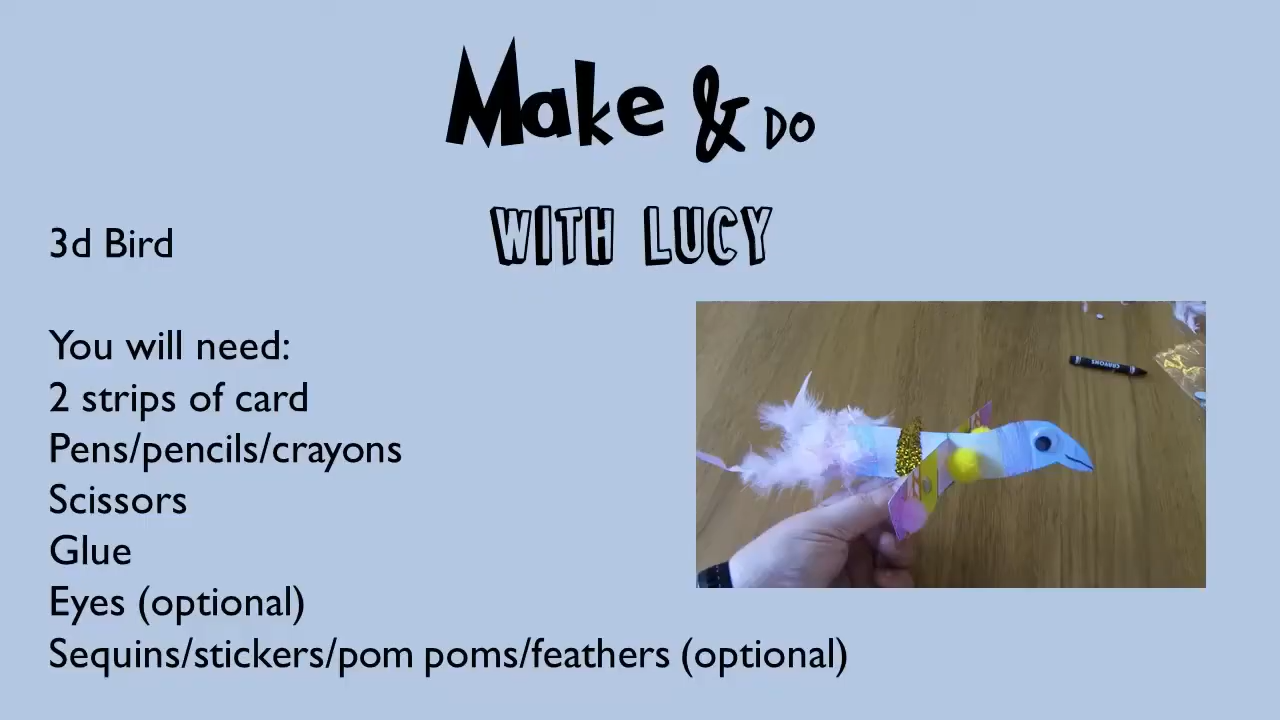 Make & DO
WITH LUCY
3d Bird
You will need:
2 strips of card
Pens/pencils/crayons
Scissors
Glue
Eyes (optional)
Sequins/stickers/pom poms/feathers (optional)
CRAYONS